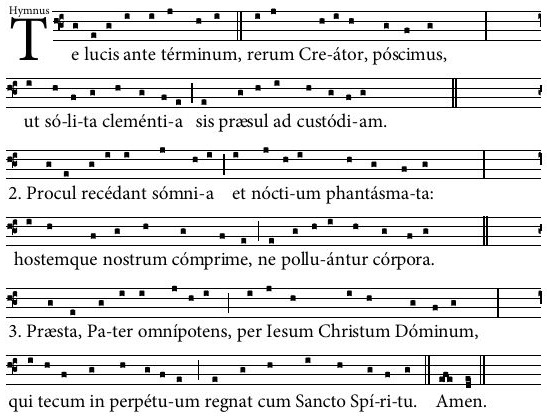 Hymnus
Te lucis ante términum, rerum Cre-átor, póscimus,
ut só-li-ta cleménti-a sis præsul ad custódi-am.
2. Procul recédant sómni-a et nócti-um phantásma-ta:
hostemque nostrum cómprime, ne pollu-ántur córpora.
3. Præsta, Pa-ter omnípotens, per Iesum Christum Dóminum,
qui tecum in perpétu-um regnat cum Sancto Spí-ri-tu. Amen.